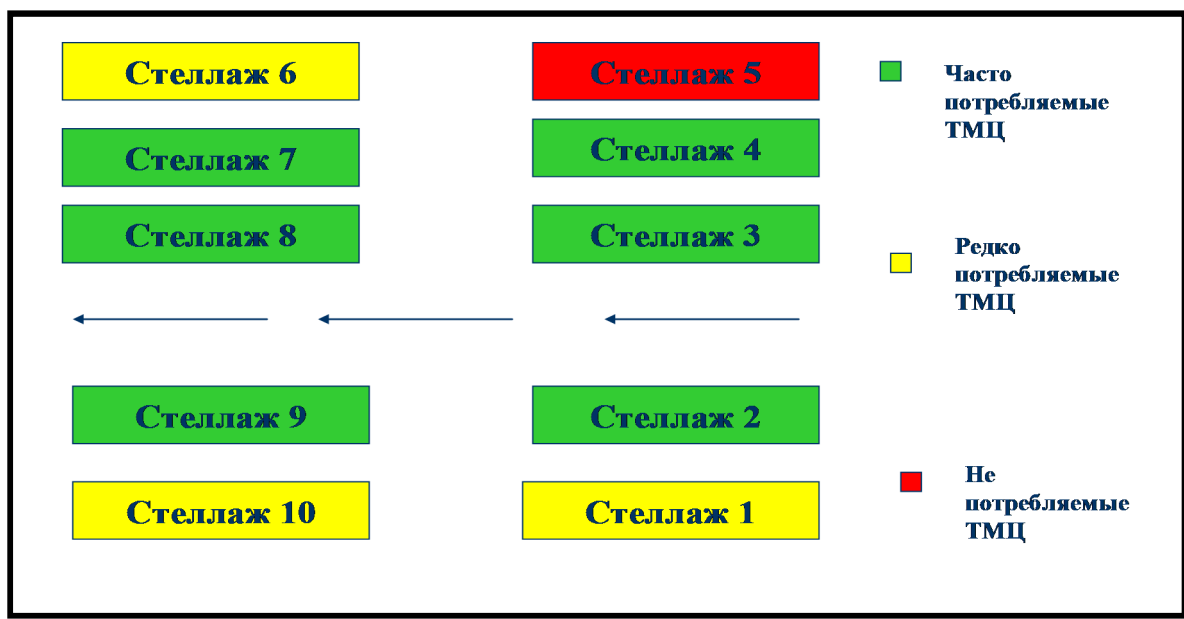 Стеллаж 6
Стеллаж 5
Часто
потребляемые
ТМЦ
Стеллаж 7
Стеллаж 4
Стеллаж 8
Стеллаж 3
Редко
потребляемые
ТМЦ
Стеллаж 9
Стеллаж 2
Стеллаж 10
Стеллаж 1
Не
потребляемые
ТМЦ